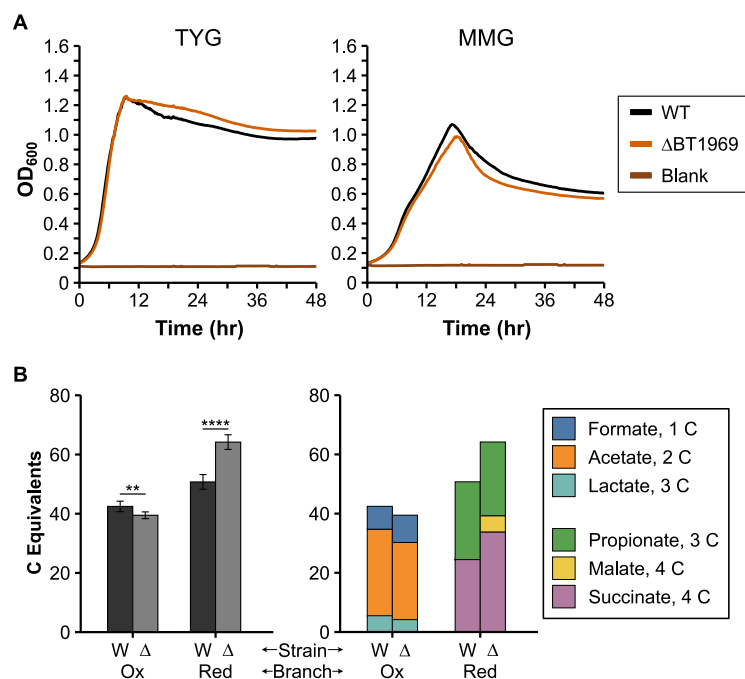 A
TYG
MMG
OD600
1.6
1.4
1.2
1.0
0.8
0.6
0.4
0.2
0
0 12 24 36 48
Time (hr)
1.6
1.4
1.2
1.0
0.8
0.6
0.4
0.2
0
0 12 24 36 48
Time (hr)
WT
ΔBT1969
Blank
B
C Equivalents
80
60
40
20
0
**
****
W Δ W Δ
Ox Red
←Strain→
←Branch→
80
60
40
20
0
W Δ W Δ
Ox Red
Formate, 1 C
Acetate, 2 C
Lactate, 3 C
Propionate, 3 C
Malate, 4 C
Succinate, 4 C